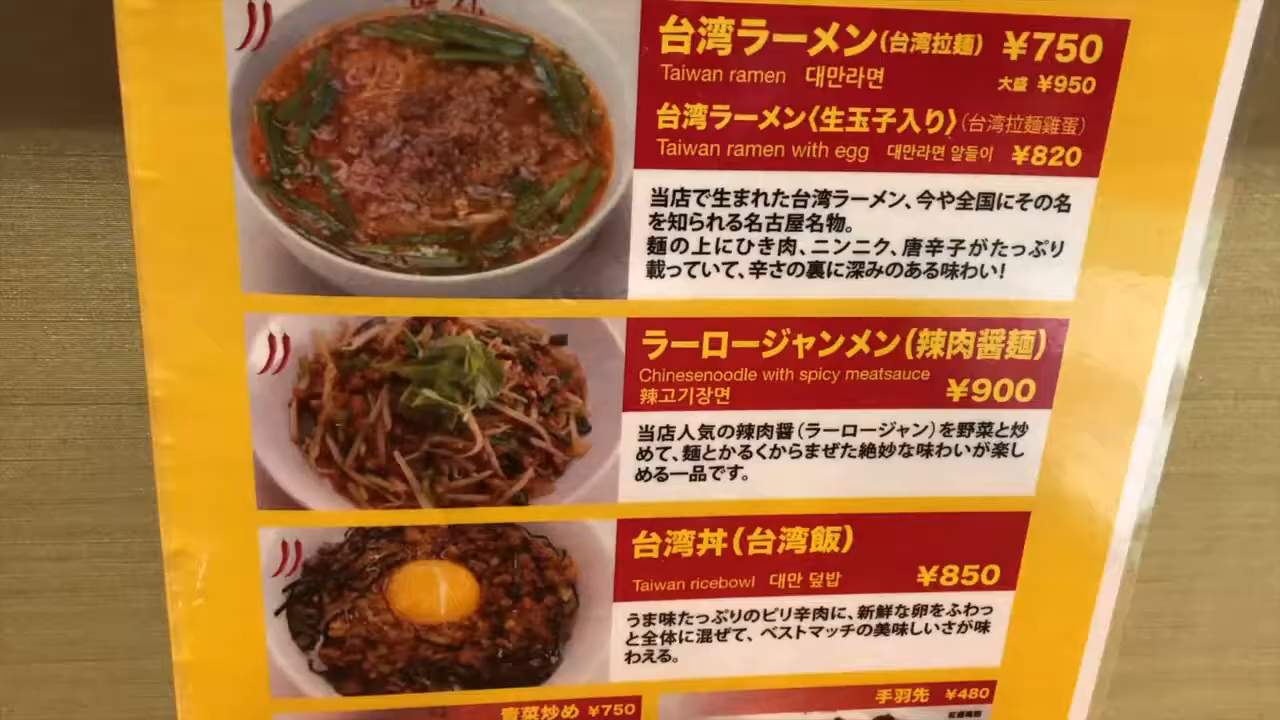 台湾ラーメン(台湾拉麺) ¥750
Taiwan ramen 대만라면 大盛 ¥950
台湾ラーメン〈生玉子入り〉(台湾拉麺雞蛋)
Taiwan ramen with egg 대만라면 알들이 ¥820
当店で生まれた台湾ラーメン、今や全国にその名
を知られる名古屋名物。
麺の上にひき肉、ニンニク、唐辛子がたっぷり
載っていて、辛さの裏に深みのある味わい!
ラーロージャンメン(辣肉醤麺)
Chinesenoodle with spicy meatsauce
辣고기장면 ¥900
当店人気の辣肉醤(ラーロージャン)を野菜と炒
めて、麺とかるくからまぜた絶妙な味わいが楽し
める一品です。
台湾丼(台湾飯)
Taiwan ricebowl 대만 덮밥 ¥850
うま味たっぷりのピリ辛肉に、新鮮な卵をふわっ
と全体に混ぜて、ベストマッチの美味しいさが味
わえる。
青菜炒め ¥750
手羽先 ¥480